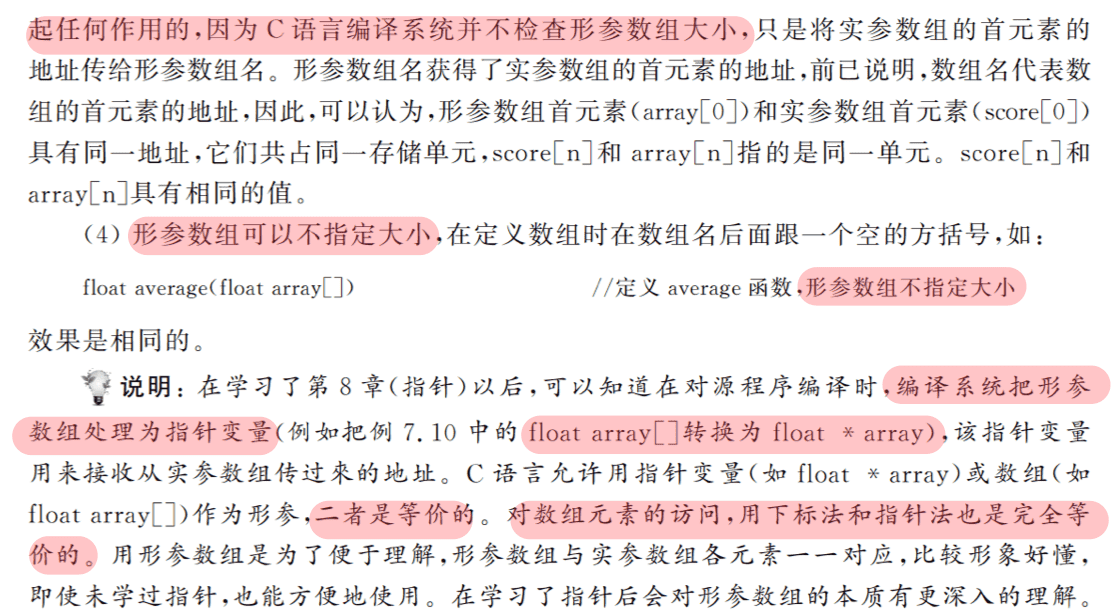 起任何作用的,因为 C 语言编译系统并不检查形参数组大小,只是将实参数组的首元素的
地址传给形参数组名。形参数组名获得了实参数组的首元素的地址,前已说明,数组名代表数
组的首元素的地址,因此,可以认为,形参数组首元素(array[0])和实参数组首元素(score[0])
具有同一地址,它们共占同一存储单元,score[n]和 array[n]指的是同一单元。score[n]和
array[n]具有相同的值。
(4) 形参数组可以不指定大小,在定义数组时在数组名后面跟一个空的方括号,如:
float average(float array[]) //定义 average 函数,形参数组不指定大小
效果是相同的。
说明:在学习了第 8 章(指针)以后,可以知道在对源程序编译时,编译系统把形参
数组处理为指针变量(例如把例 7.10 中的 float array[]转换为 float * array),该指针变量
用来接收从实参数组传过来的地址。C 语言允许用指针变量(如 float * array)或数组(如
float array[])作为形参,二者是等价的。对数组元素的访问,用下标法和指针法也是完全等
价的。用形参数组是为了便于理解,形参数组与实参数组各元素一一对应,比较形象好懂,
即使未学过指针,也能方便地使用。在学习了指针后会对形参数组的本质有更深入的理解。